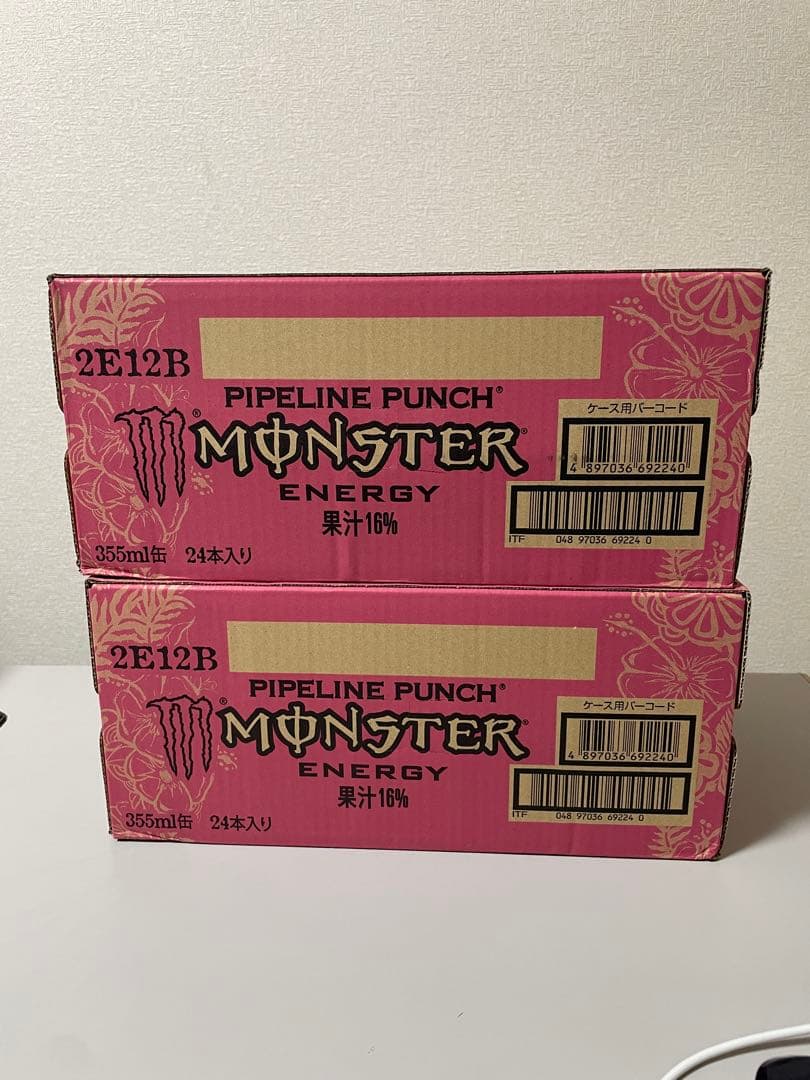 2E12B
PIPELINE PUNCH®
MONSTER®
ENERGY
果汁16%
355ml缶 24本入り
ケース用バーコード
4 897036 692240
ITF 048 97036 69224 0
2E12B
PIPELINE PUNCH®
MONSTER®
ENERGY
果汁16%
355ml缶 24本入り
ケース用バーコード
4 897036 692240
ITF 048 97036 69224 0